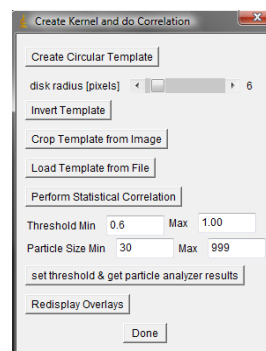 Create Kernel and do Correlation
Create Circular Template
disk radius [pixels] 6
Invert Template
Crop Template from Image
Load Template from File
Perform Statistical Correlation
Threshold Min 0.6 Max 1.00
Particle Size Min 30 Max 999
set threshold & get particle analyzer results
Redisplay Overlays
Done